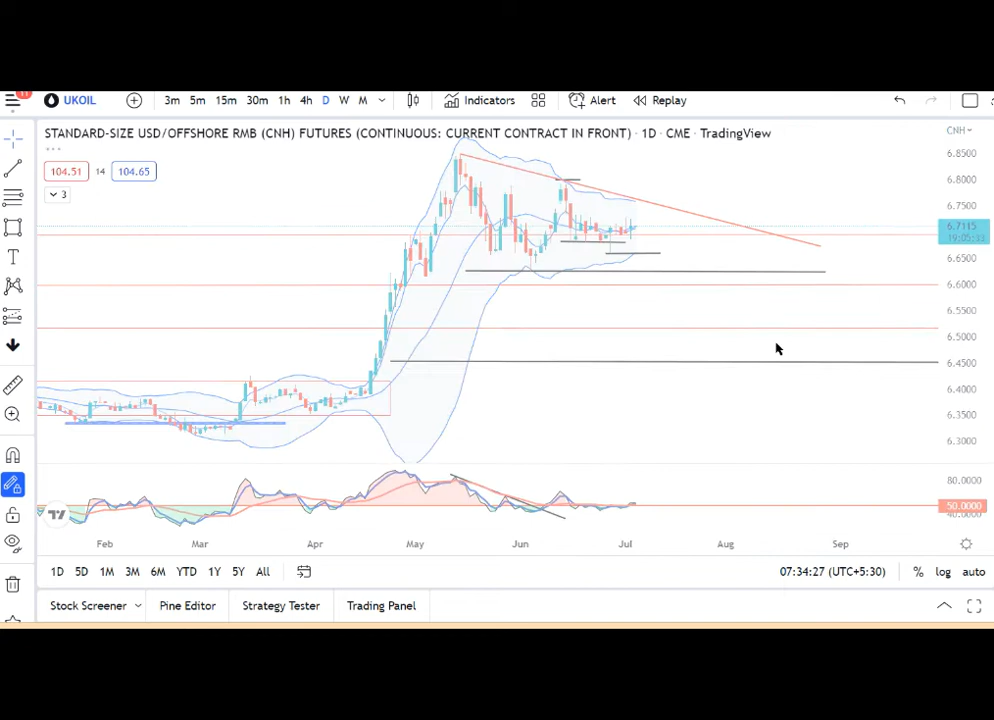 11
UKOIL 3m 5m 15m 30m 1h 4h D W M Indicators Alert Replay
STANDARD-SIZE USD/OFFSHORE RMB (CNH) FUTURES (CONTINUOUS: CURRENT CONTRACT IN FRONT) · 1D · CME · TradingView
CNH
104.51 14 104.65
3
6.8500
6.8000
6.7500
6.7115
19:05:33
6.6500
6.6000
6.5500
6.5000
6.4500
6.4000
6.3500
6.3000
80.0000
50.0000
40.0000
Feb Mar Apr May Jun Jul Aug Sep
1D 5D 1M 3M 6M YTD 1Y 5Y All 07:34:27 (UTC+5:30) % log auto
Stock Screener Pine Editor Strategy Tester Trading Panel